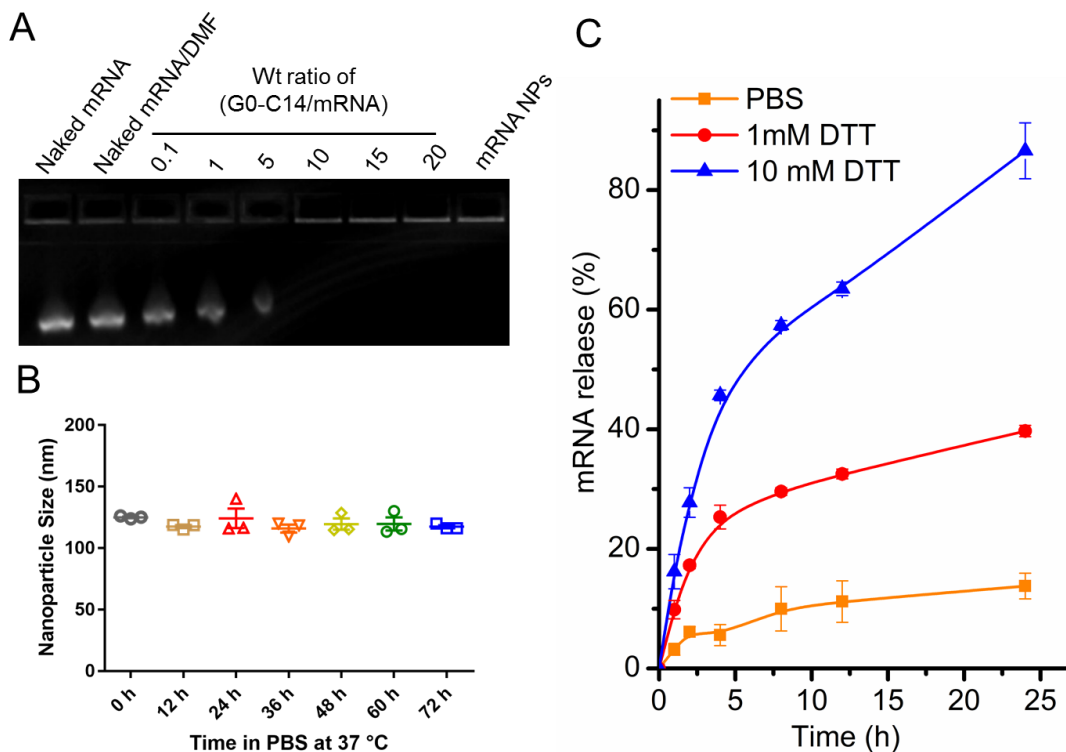 A
Naked mRNA
Naked mRNA/DMF
Wt ratio of
(G0-C14/mRNA)
0.1
1
5
10
15
20
mRNA NPs
B
Nanoparticle Size (nm)
200
150
100
50
0
0 h
12 h
24 h
36 h
48 h
60 h
72 h
Time in PBS at 37 °C
C
PBS
1mM DTT
10 mM DTT
mRNA relaese (%)
80
60
40
20
0
0
5
10
15
20
25
Time (h)